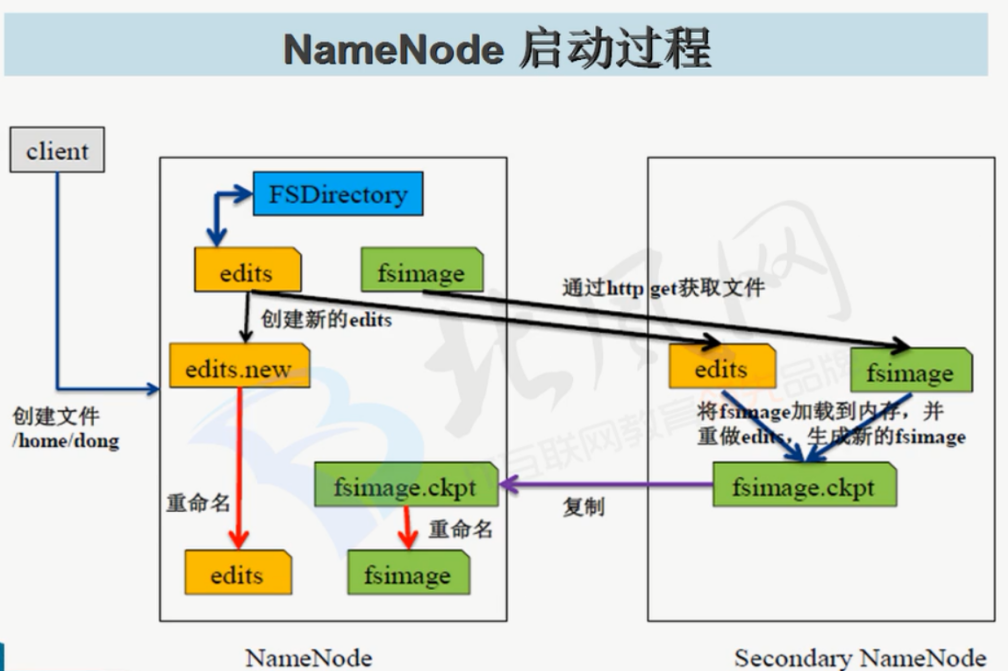 NameNode 启动过程
client
FSDirectory
edits
fsimage
通过http get获取文件
创建新的edits
edits.new
edits
fsimage
创建文件
/home/dong
将fsimage加载到内存，并
重做edits，生成新的fsimage
fsimage.ckpt
fsimage.ckpt
复制
重命名
重命名
edits
fsimage
NameNode
Secondary NameNode
北风网